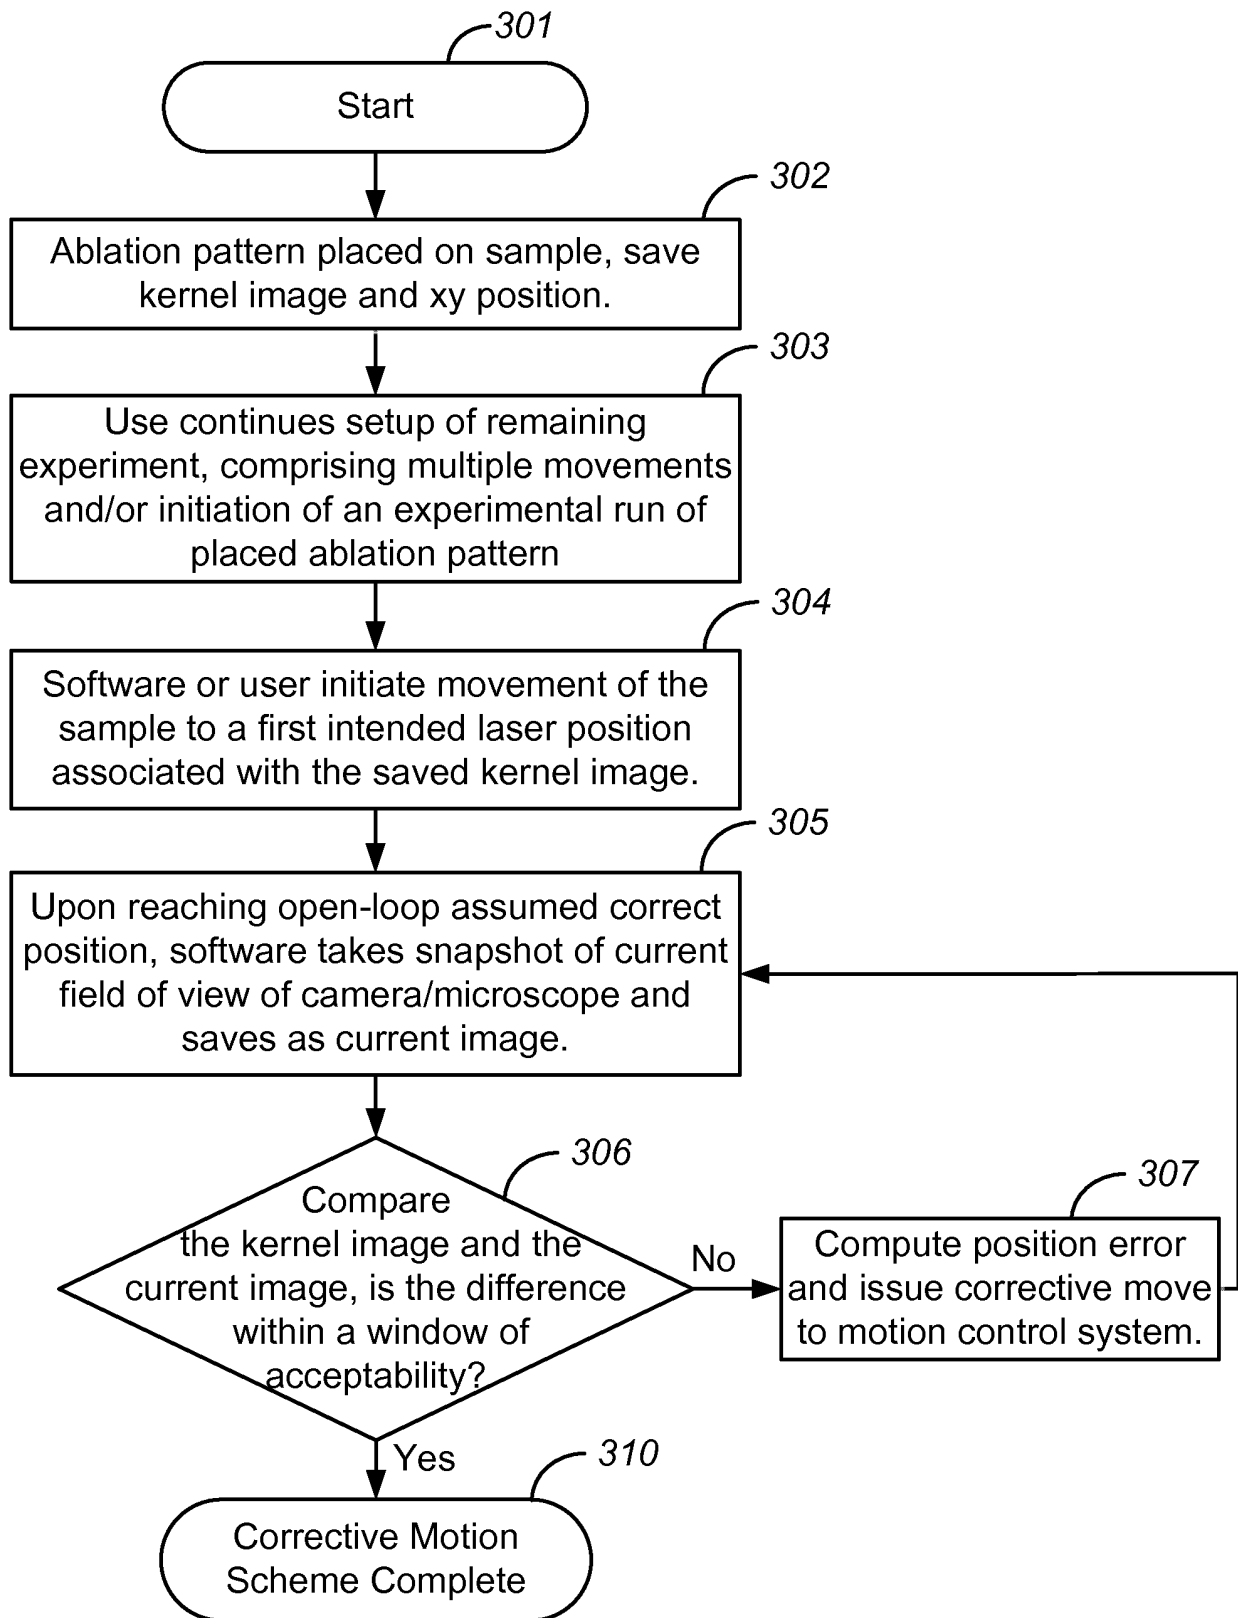 301
Start
302
Ablation pattern placed on sample, save
kernel image and xy position.
303
Use continues setup of remaining
experiment, comprising multiple movements
and/or initiation of an experimental run of
placed ablation pattern
304
Software or user initiate movement of the
sample to a first intended laser position
associated with the saved kernel image.
305
Upon reaching open-loop assumed correct
position, software takes snapshot of current
field of view of camera/microscope and
saves as current image.
306
Compare
the kernel image and the
current image, is the difference
within a window of
acceptability?
No
307
Compute position error
and issue corrective move
to motion control system.
Yes
310
Corrective Motion
Scheme Complete